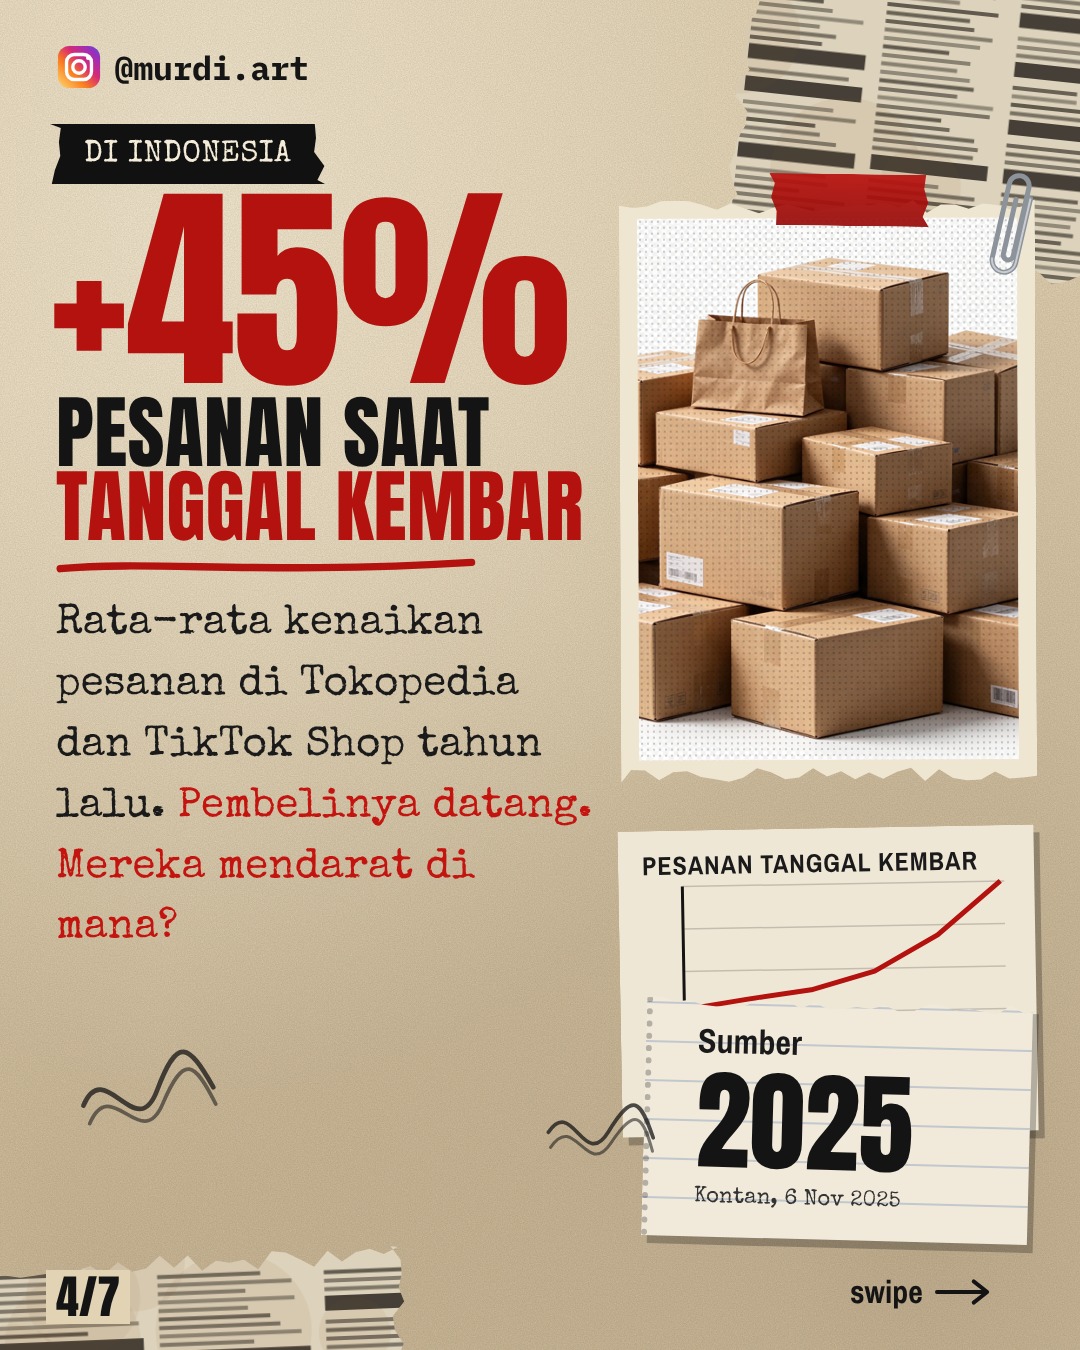 @murdi.art
DI INDONESIA
+45%
PESANAN SAAT
TANGGAL KEMBAR
Rata-rata kenaikan
pesanan di Tokopedia
dan TikTok Shop tahun
lalu. Pembelinya datang.
Mereka mendarat di
mana?
PESANAN TANGGAL KEMBAR
Sumber
2025
Kontan, 6 Nov 2025
4/7
swipe